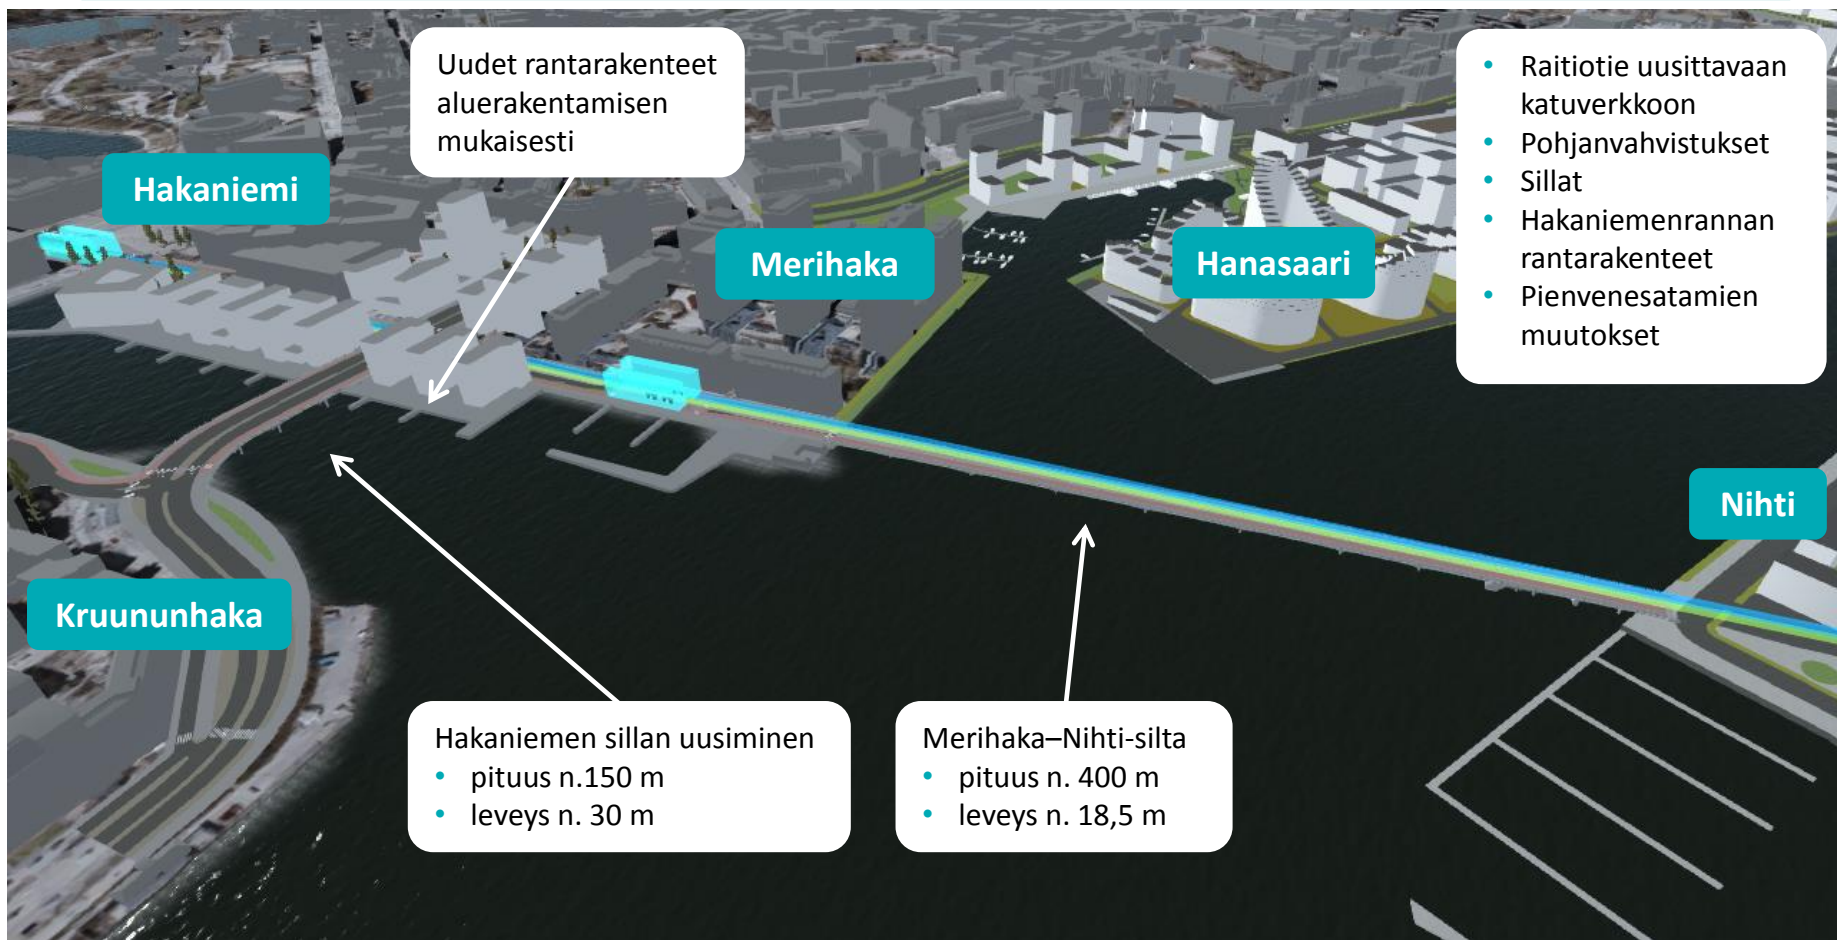 Uudet rantarakenteet
aluerakentamisen
mukaisesti
• Raitiotie uusittavaan
katuverkkoon
• Pohjanvahvistukset
• Sillat
• Hakaniemenrannan
rantarakenteet
• Pienvenesatamien
muutokset
Hakaniemi
Merihaka
Hanasaari
Nihti
Kruununhaka
Hakaniemen sillan uusiminen
• pituus n.150 m
• leveys n. 30 m
Merihaka–Nihti-silta
• pituus n. 400 m
• leveys n. 18,5 m